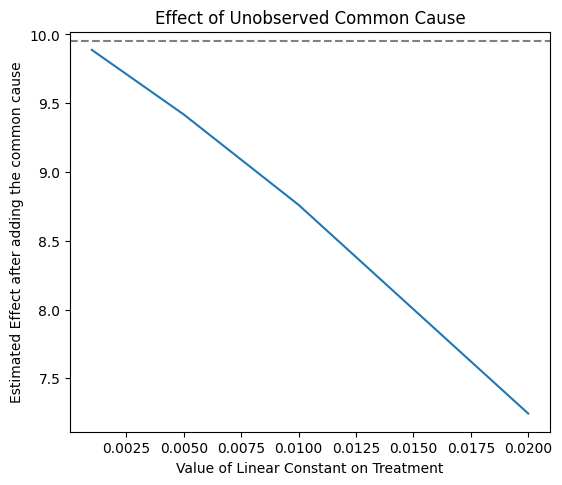 Effect of Unobserved Common Cause
Estimated Effect after adding the common cause
10.0
9.5
9.0
8.5
8.0
7.5
0.0025 0.0050 0.0075 0.0100 0.0125 0.0150 0.0175 0.0200
Value of Linear Constant on Treatment